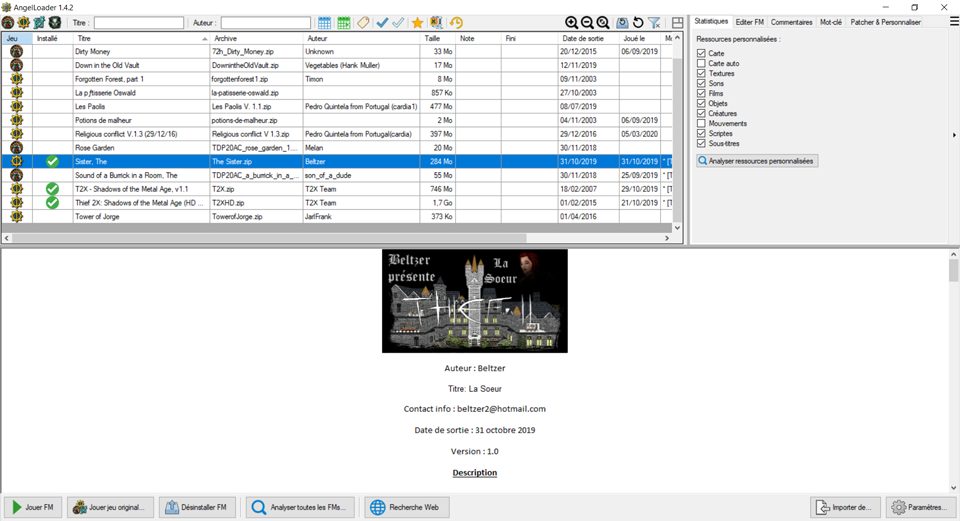 AngelLoader 1.4.2
Titre : Auteur :
Statistiques Editer FM Commentaires Mot-clé Patcher & Personnaliser
Jeu Installé Titre Archive Auteur Taille Note Fini Date de sortie Joué le
Dirty Money 72h_Dirty_Money.zip Unknown 33 Mo 20/12/2015 06/09/2019
Down in the Old Vault DownintheOldVault.zip Vegetables (Hank Muller) 17 Mo 12/11/2019
Forgotten Forest, part 1 forgottenforest1.zip Timon 8 Mo 09/11/2003
La pƒtisserie Oswald la-patisserie-oswald.zip 857 Ko 27/10/2003
Les Paolis Les Paolis V. 1.1.zip Pedro Quintela from Portugal (cardia1) 477 Mo 08/07/2019
Potions de malheur potions-de-malheur.zip 2 Mo 04/11/2003 06/09/2019
Religious conflict V.1.3 (29/12/16) Religious conflict V.1.3.zip Pedro Quintela from Portugal(cardia) 397 Mo 29/12/2016 05/03/2020
Rose Garden TDP20AC_rose_garden_1.... Melan 20 Mo 30/11/2018
Sister, The The Sister.zip Beltzer 284 Mo 31/10/2019 31/10/2019 * [T
Sound of a Burrick in a Room, The TDP20AC_a_burrick_in_a_... son_of_a_dude 55 Mo 30/11/2018 25/09/2019 * [T
T2X - Shadows of the Metal Age, v1.1 T2X.zip T2X Team 746 Mo 18/02/2007 29/10/2019 * [T
Thief 2X: Shadows of the Metal Age (HD ... T2XHD.zip T2X Team 1,7 Go 01/02/2015 21/10/2019 * [T
Tower of Jorge TowerofJorge.zip JarlFrank 373 Ko 01/04/2016
Ressources personnalisées :
Carte
Carte auto
Textures
Sons
Films
Objets
Créatures
Mouvements
Scriptes
Sous-titres
Analyser ressources personnalisées
Beltzer présente
La Soeur
THIEF II
Auteur : Beltzer
Titre: La Soeur
Contact info : beltzer2@hotmail.com
Date de sortie : 31 octobre 2019
Version : 1.0
Description
Jouer FM Jouer jeu original... Désinstaller FM Analyser toutes les FMs... Recherche Web Importer de... Paramètres...